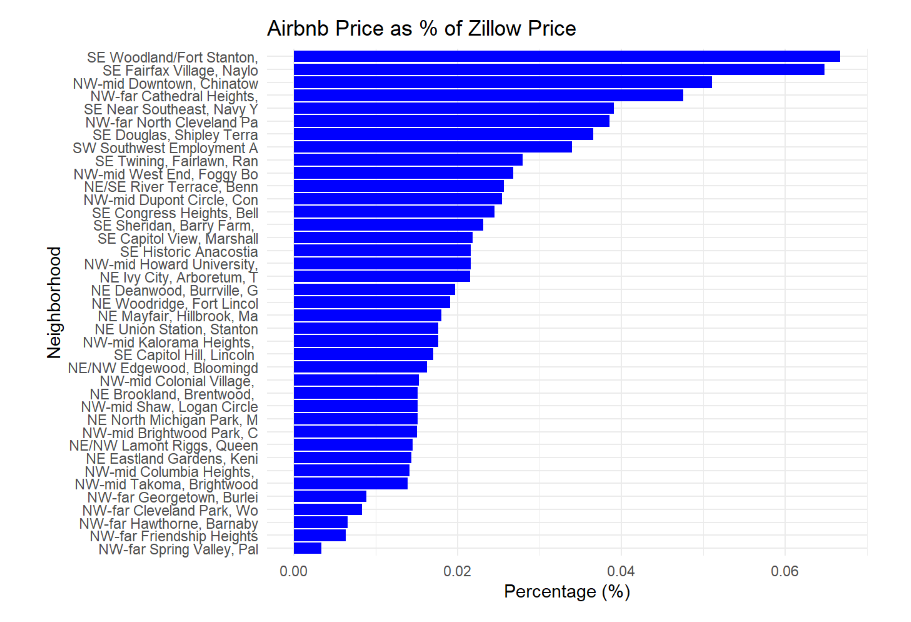 Airbnb Price as % of Zillow Price
SE Woodland/Fort Stanton,
SE Fairfax Village, Naylo
NW-mid Downtown, Chinatow
NW-far Cathedral Heights,
SE Near Southeast, Navy Y
NW-far North Cleveland Pa
SE Douglas, Shipley Terra
SW Southwest Employment A
SE Twining, Fairlawn, Ran
NW-mid West End, Foggy Bo
NE/SE River Terrace, Benn
NW-mid Dupont Circle, Con
SE Congress Heights, Bell
SE Sheridan, Barry Farm,
SE Capitol View, Marshall
SE Historic Anacostia
NW-mid Howard University,
NE Ivy City, Arboretum, T
NE Deanwood, Burrville, G
NE Woodridge, Fort Lincol
NE Mayfair, Hillbrook, Ma
NE Union Station, Stanton
NW-mid Kalorama Heights,
SE Capitol Hill, Lincoln
NE/NW Edgewood, Bloomingd
NW-mid Colonial Village,
NE Brookland, Brentwood,
NW-mid Shaw, Logan Circle
NE North Michigan Park, M
NW-mid Brightwood Park, C
NE/NW Lamont Riggs, Queen
NE Eastland Gardens, Keni
NW-mid Columbia Heights,
NW-mid Takoma, Brightwood
NW-far Georgetown, Burlei
NW-far Cleveland Park, Wo
NW-far Hawthorne, Barnaby
NW-far Friendship Heights
NW-far Spring Valley, Pal
Neighborhood
0.00 0.02 0.04 0.06
Percentage (%)